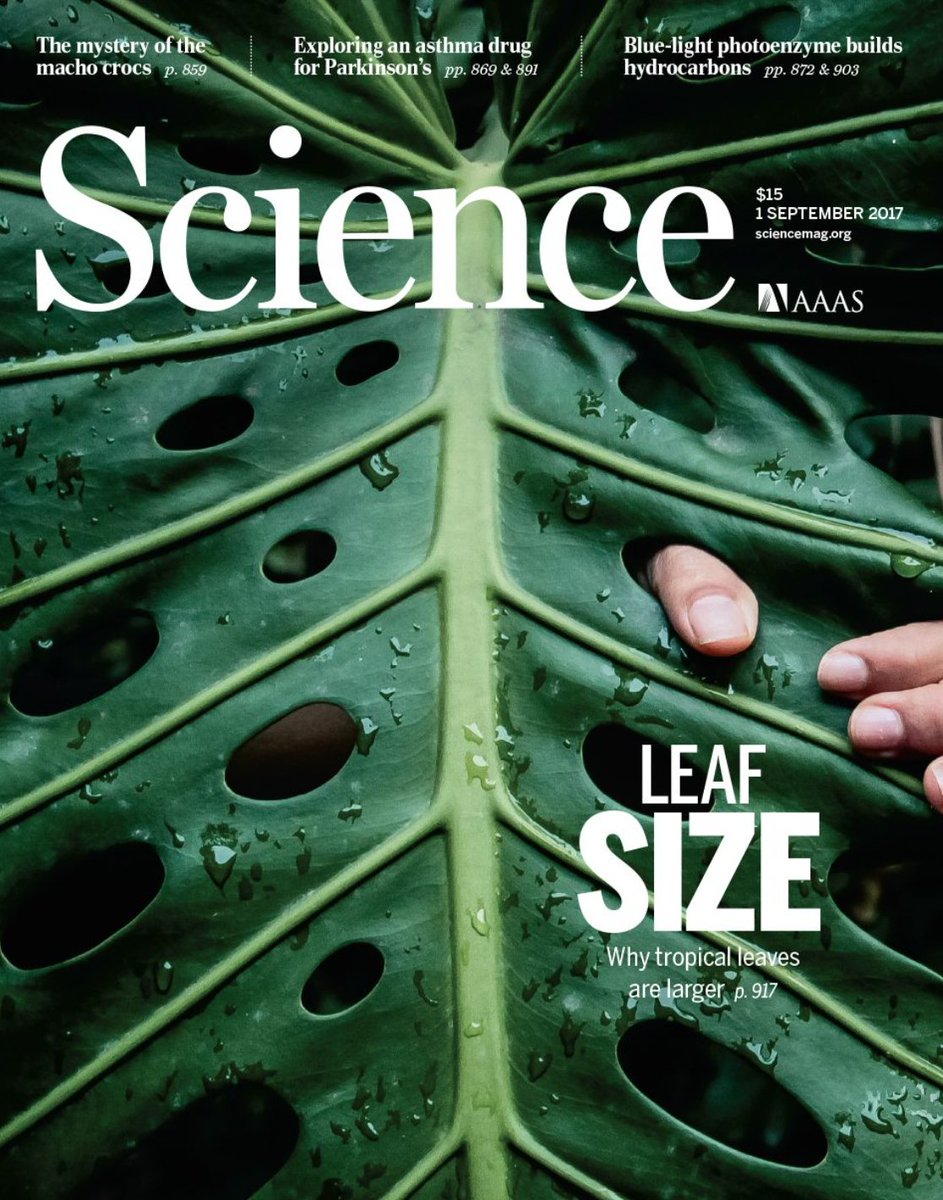 The mystery of the
macho crocs p. 859
Exploring an asthma drug
for Parkinson's pp. 869 & 891
Blue-light photoenzyme builds
hydrocarbons pp. 872 & 903
Science
$15
1 SEPTEMBER 2017
sciencemag.org
AAAS
LEAF
SIZE
Why tropical leaves
are larger p. 917